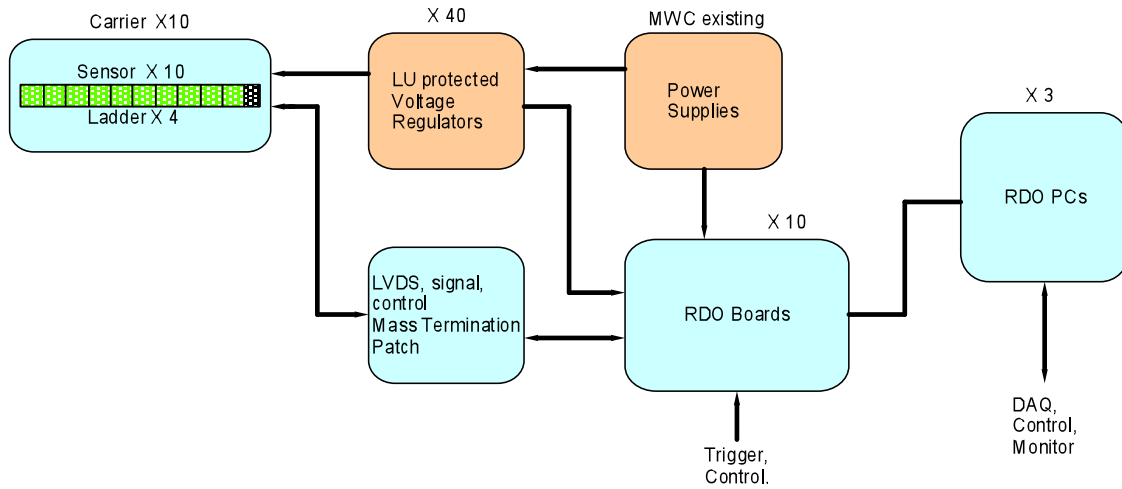 Carrier X10
Sensor X 10
Ladder X 4
X 40
LU protected
Voltage
Regulators
MWC existing
Power
Supplies
X 3
RDO PCs
LVDS, signal,
control
Mass Termination
Patch
X 10
RDO Boards
Trigger,
Control,
DAQ,
Control,
Monitor